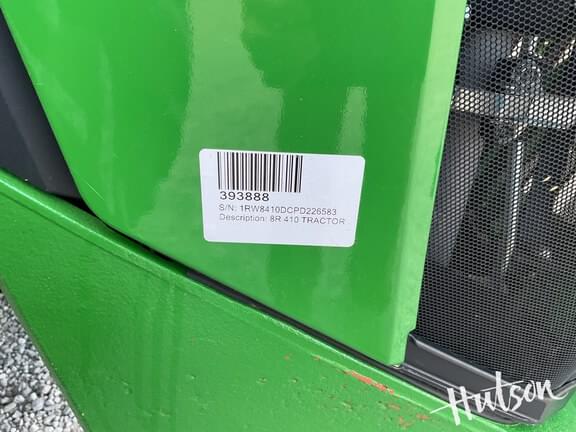 393888
S/N: 1RW8410DCPD226583
Description: 8R 410 TRACTOR
Hutson